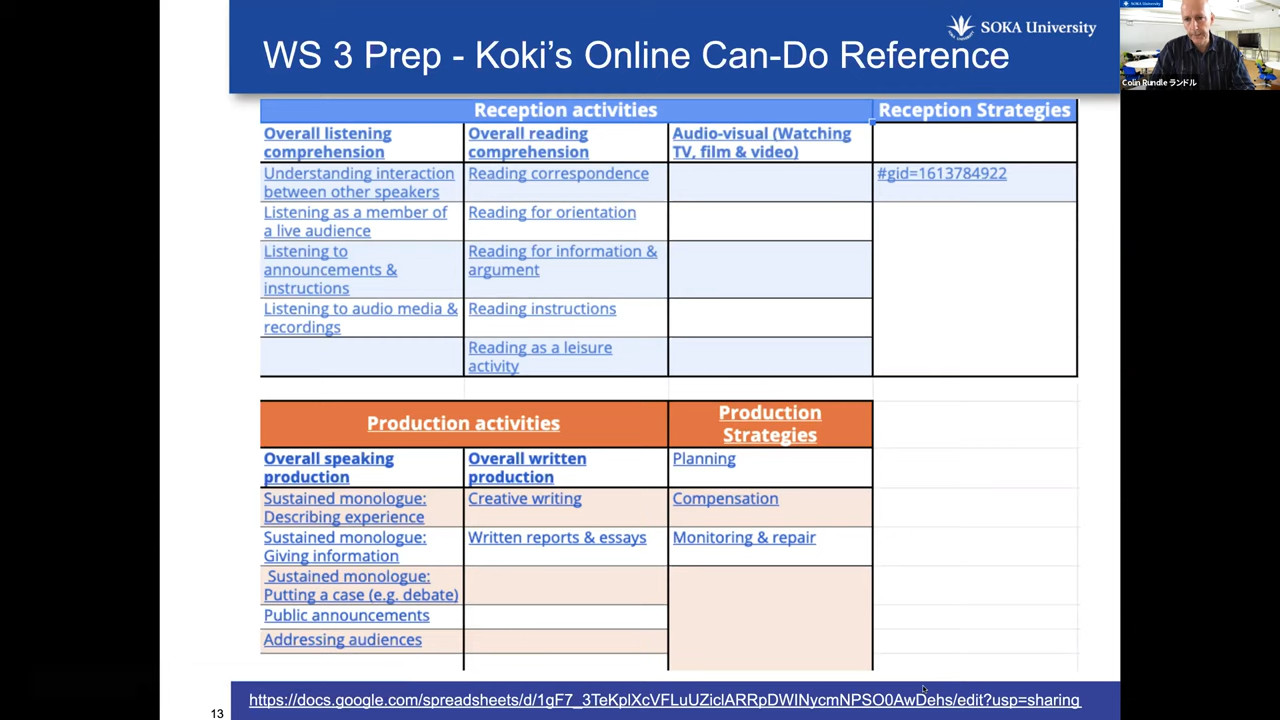 SOKA University
WS 3 Prep - Koki's Online Can-Do Reference
SOKA University
Colin Rundle ランドル
Reception activities
Reception Strategies
Overall listening
comprehension
Overall reading
comprehension
Audio-visual (Watching
TV, film & video)
Understanding interaction
between other speakers
Reading correspondence
#gid=1613784922
Listening as a member of
a live audience
Reading for orientation
Listening to
announcements &
instructions
Reading for information &
argument
Listening to audio media &
recordings
Reading instructions
Reading as a leisure
activity
Production activities
Production
Strategies
Overall speaking
production
Overall written
production
Planning
Sustained monologue:
Describing experience
Creative writing
Compensation
Sustained monologue:
Giving information
Written reports & essays
Monitoring & repair
Sustained monologue:
Putting a case (e.g. debate)
Public announcements
Addressing audiences
https://docs.google.com/spreadsheets/d/1gF7_3TeKplXcVFLuUZiclARRpDWINycmNPSO0AwDehs/edit?usp=sharing
13